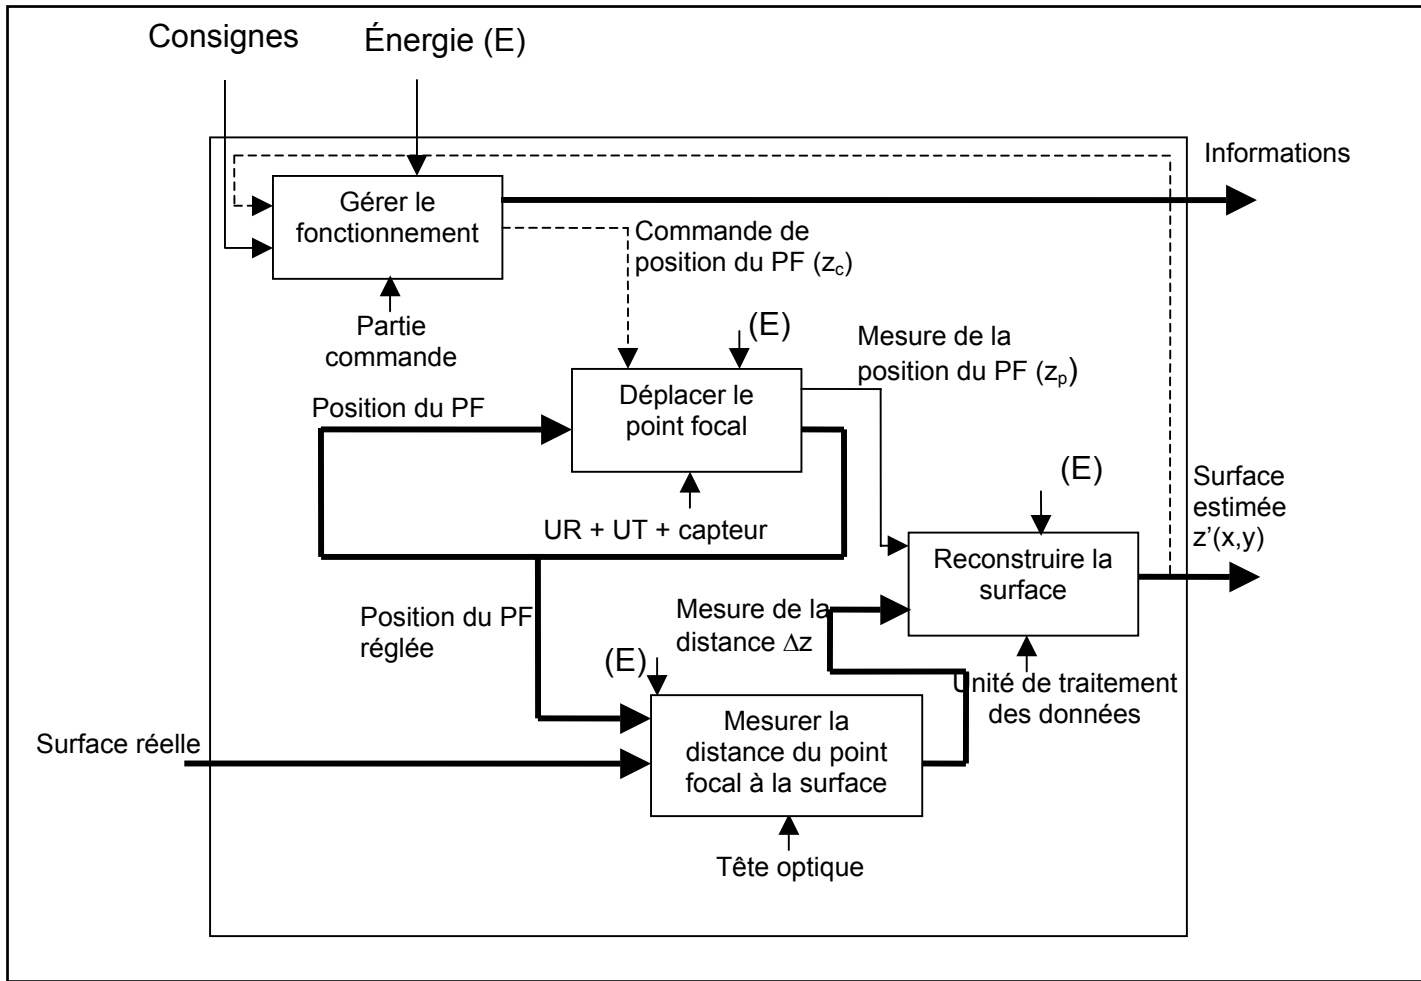 Consignes
Énergie (E)
Informations
Gérer le
fonctionnement
Commande de
position du PF (zc)
Partie
commande
(E)
Mesure de la
position du PF (zp)
Position du PF
Déplacer le
point focal
(E)
Surface
estimée
z’(x,y)
UR + UT + capteur
Reconstruire la
surface
Position du PF
réglée
Mesure de la
distance Δz
(E)
Unité de traitement
des données
Surface réelle
Mesurer la
distance du point
focal à la surface
Tête optique